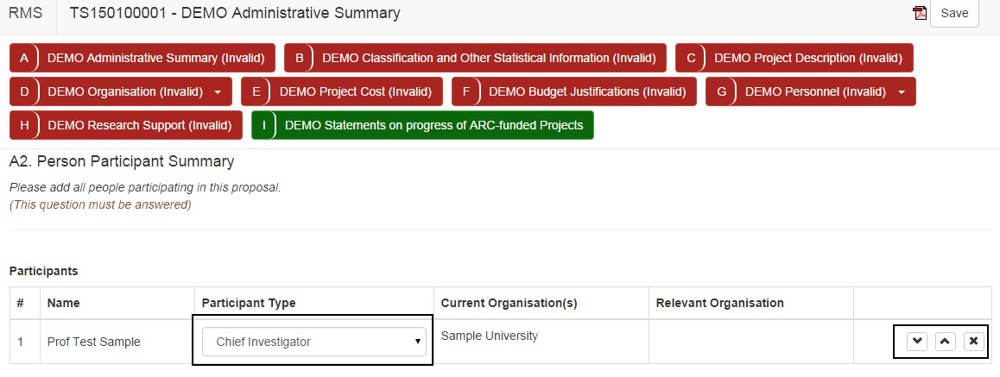 RMS TS150100001 - DEMO Administrative Summary Save
A DEMO Administrative Summary (Invalid) B DEMO Classification and Other Statistical Information (Invalid) C DEMO Project Description (Invalid)
D DEMO Organisation (Invalid) E DEMO Project Cost (Invalid) F DEMO Budget Justifications (Invalid) G DEMO Personnel (Invalid)
H DEMO Research Support (Invalid) I DEMO Statements on progress of ARC-funded Projects
A2. Person Participant Summary
Please add all people participating in this proposal.
(This question must be answered)
Participants
# Name Participant Type Current Organisation(s) Relevant Organisation
1 Prof Test Sample Chief Investigator Sample University